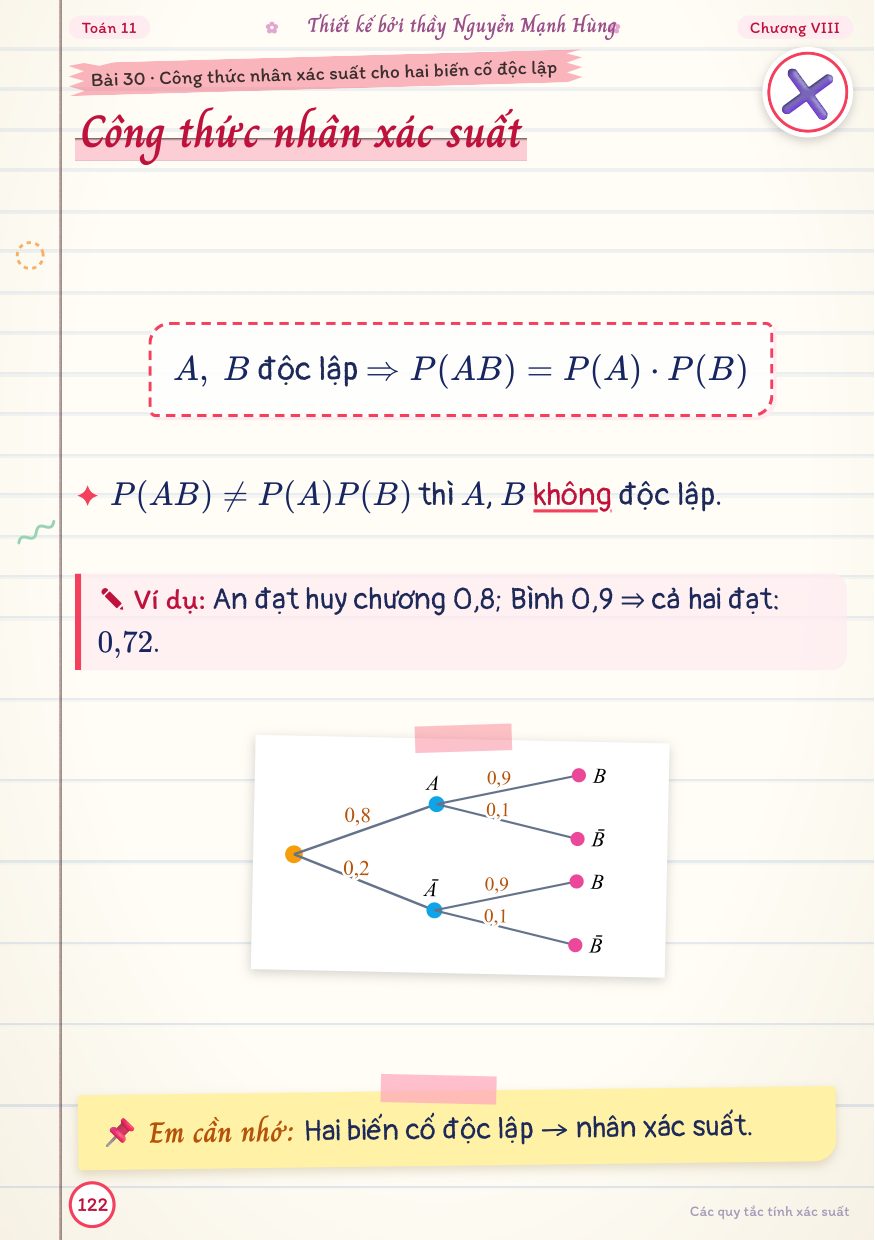 Toán 11
Thiết kế bởi thầy Nguyễn Mạnh Hùng
Chương VIII
Bài 30 · Công thức nhân xác suất cho hai biến cố độc lập
Công thức nhân xác suất
A, B độc lập ⇒ P(AB) = P(A) · P(B)
P(AB) ≠ P(A)P(B) thì A, B không độc lập.
Ví dụ: An đạt huy chương 0,8; Bình 0,9 ⇒ cả hai đạt:
0,72.
0,8
A
0,9
B
0,1
B̄
0,2
Ā
0,9
B
0,1
B̄
Em cần nhớ: Hai biến cố độc lập → nhân xác suất.
122
Các quy tắc tính xác suất